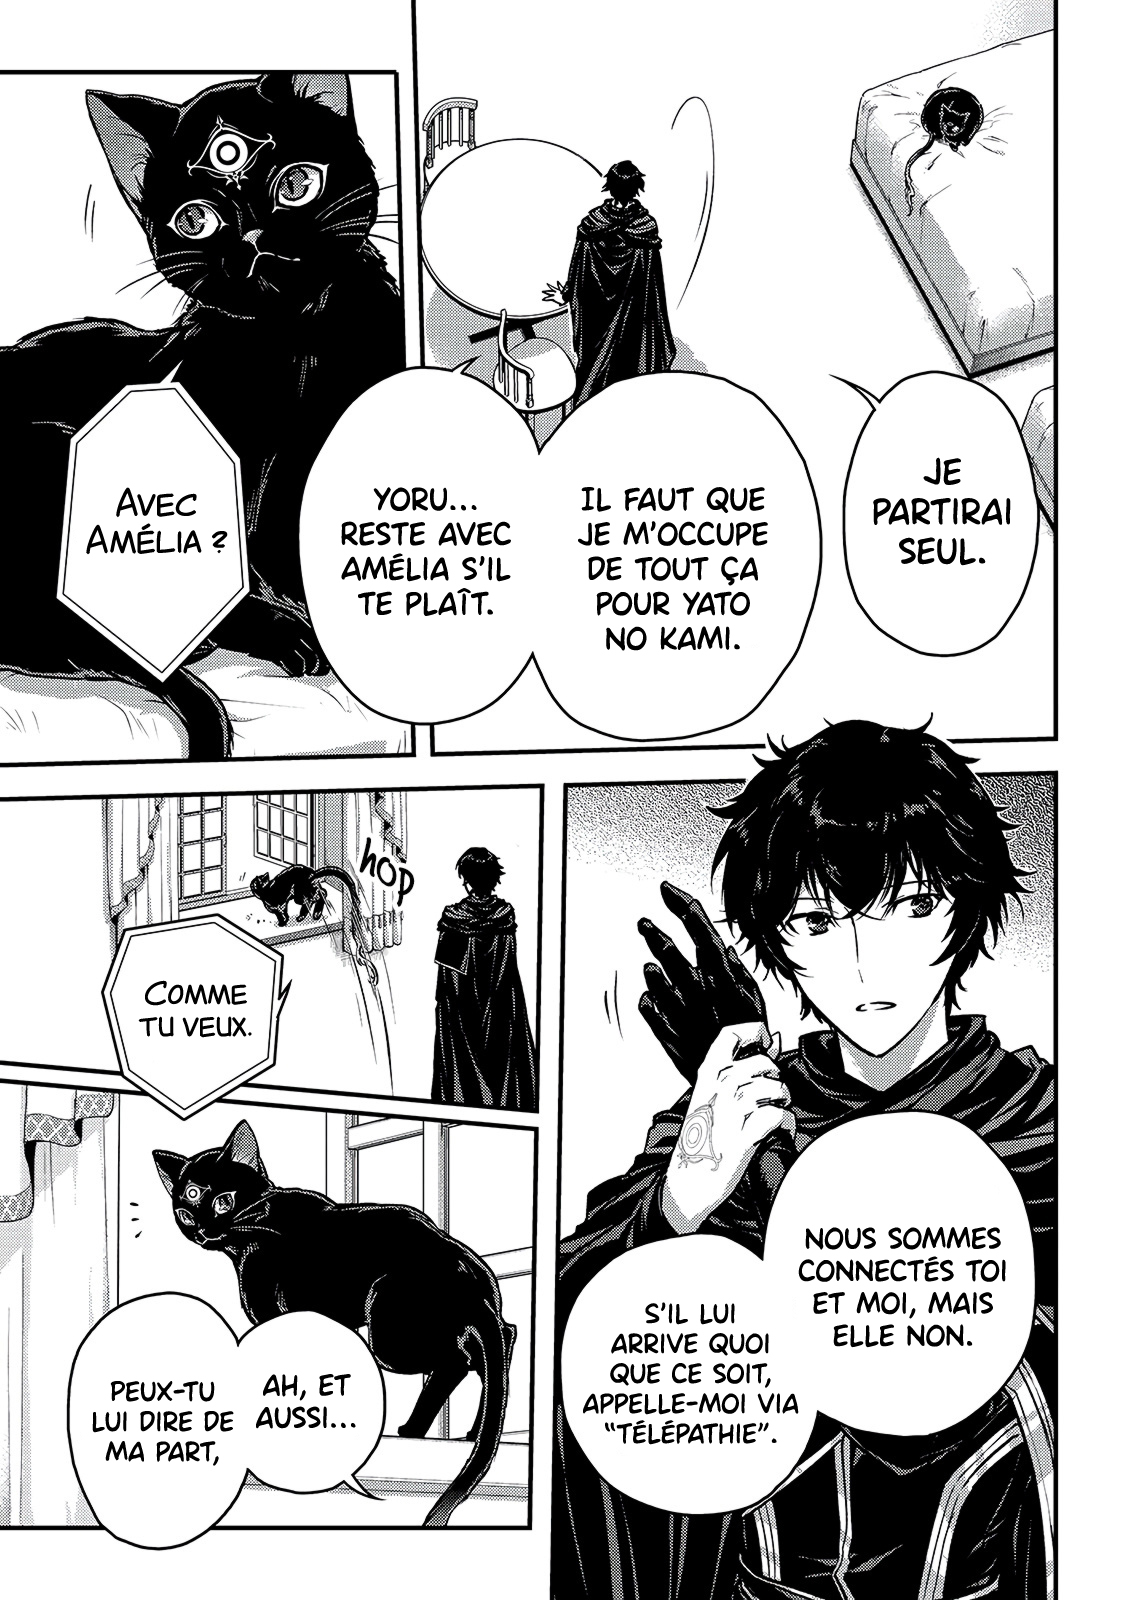 JE
PARTIRAI
SEUL.
IL FAUT QUE
JE M'OCCUPE
DE TOUT ÇA
POUR YATO
NO KAMI.
YORU...
RESTE AVEC
AMÉLIA S'IL
TE PLAÎT.
AVEC
AMÉLIA ?
NOUS SOMMES
CONNECTÉS TOI
ET MOI, MAIS
ELLE NON.
S'IL LUI
ARRIVE QUOI
QUE CE SOIT,
APPELLE-MOI VIA
"TÉLÉPATHIE".
HOP
COMME
TU VEUX.
AH, ET
AUSSI...
PEUX-TU
LUI DIRE DE
MA PART,